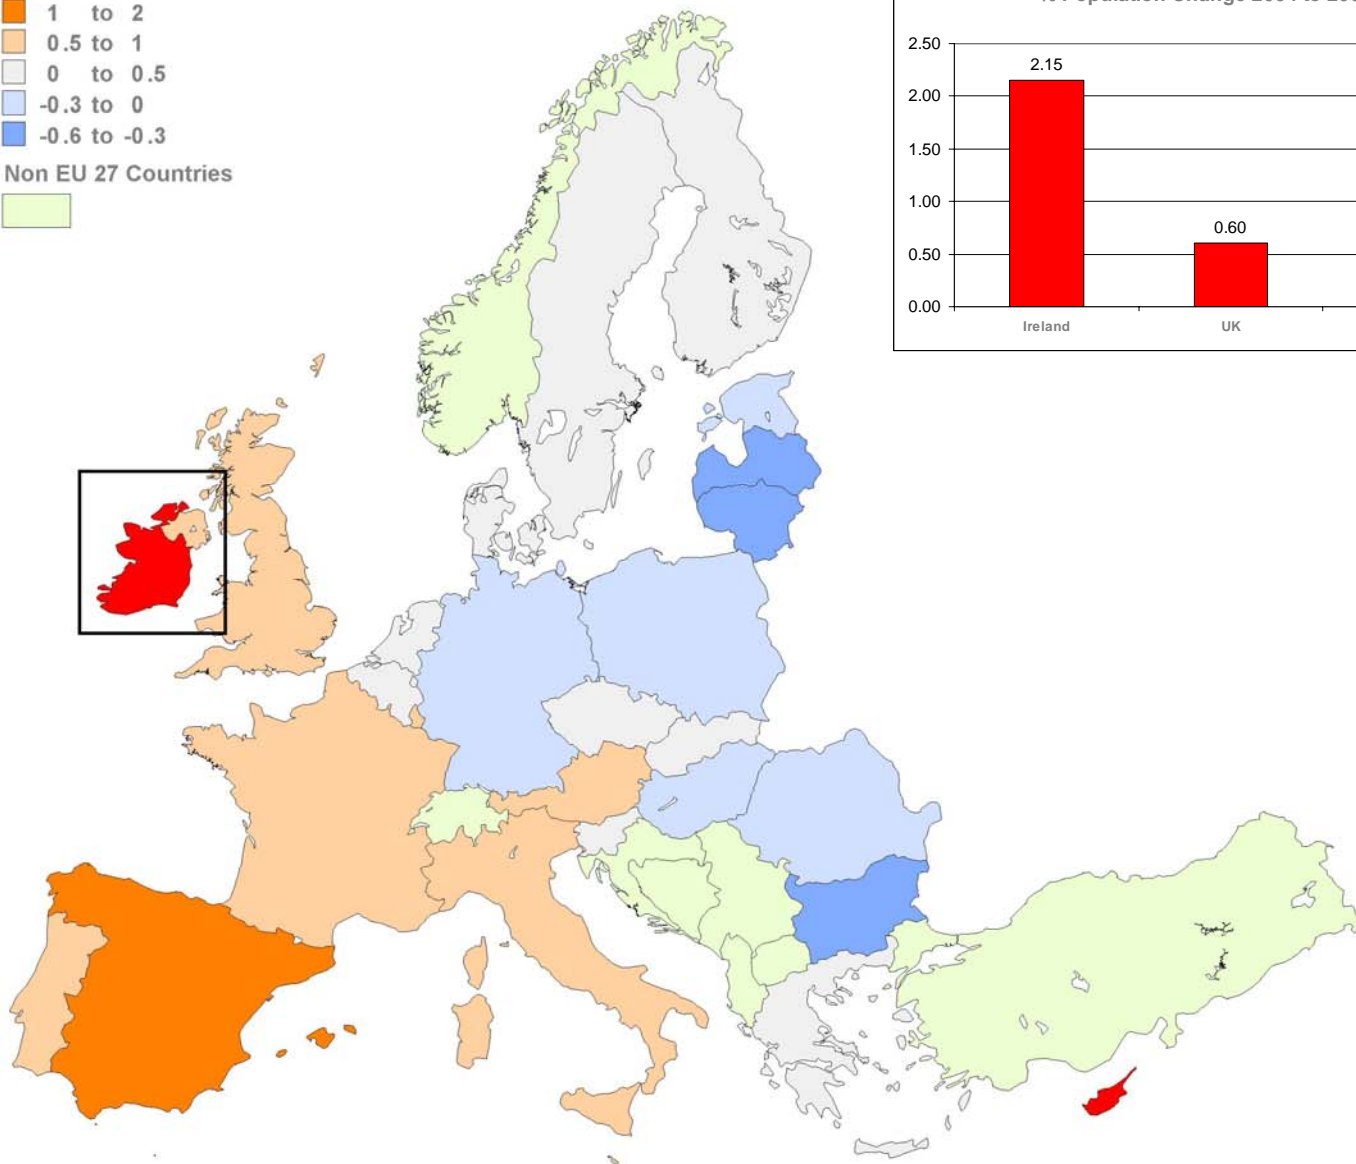 1 to 2
0.5 to 1
0 to 0.5
-0.3 to 0
-0.6 to -0.3
Non EU 27 Countries
2.50
2.00
1.50
1.00
0.50
0.00
2.15
0.60
Ireland
UK